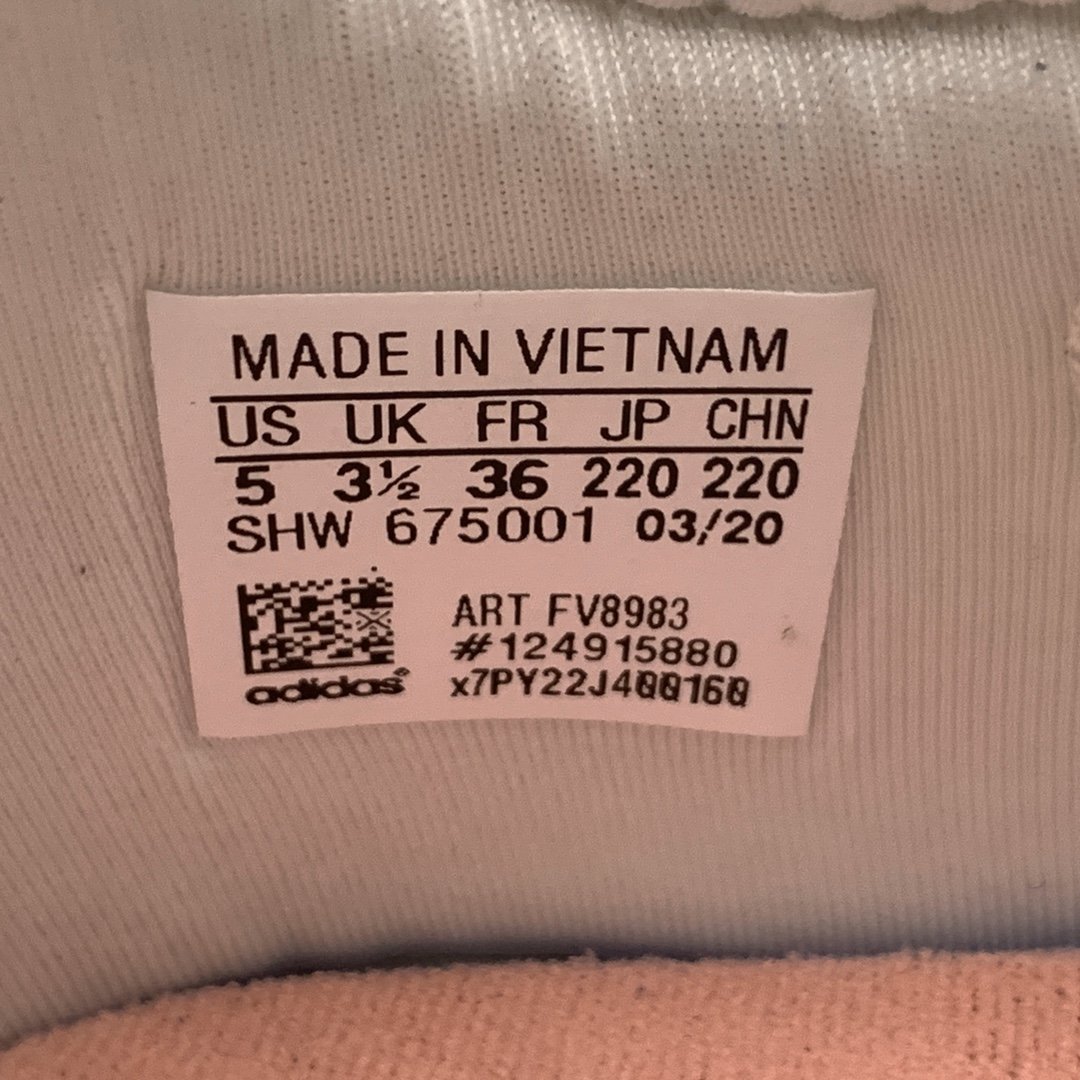 MADE IN VIETNAM
US UK FR JP CHN
5 3½ 36 220 220
SHW 675001 03/20
ART FV8983
#124915880
x7PY22J400160
adidas®